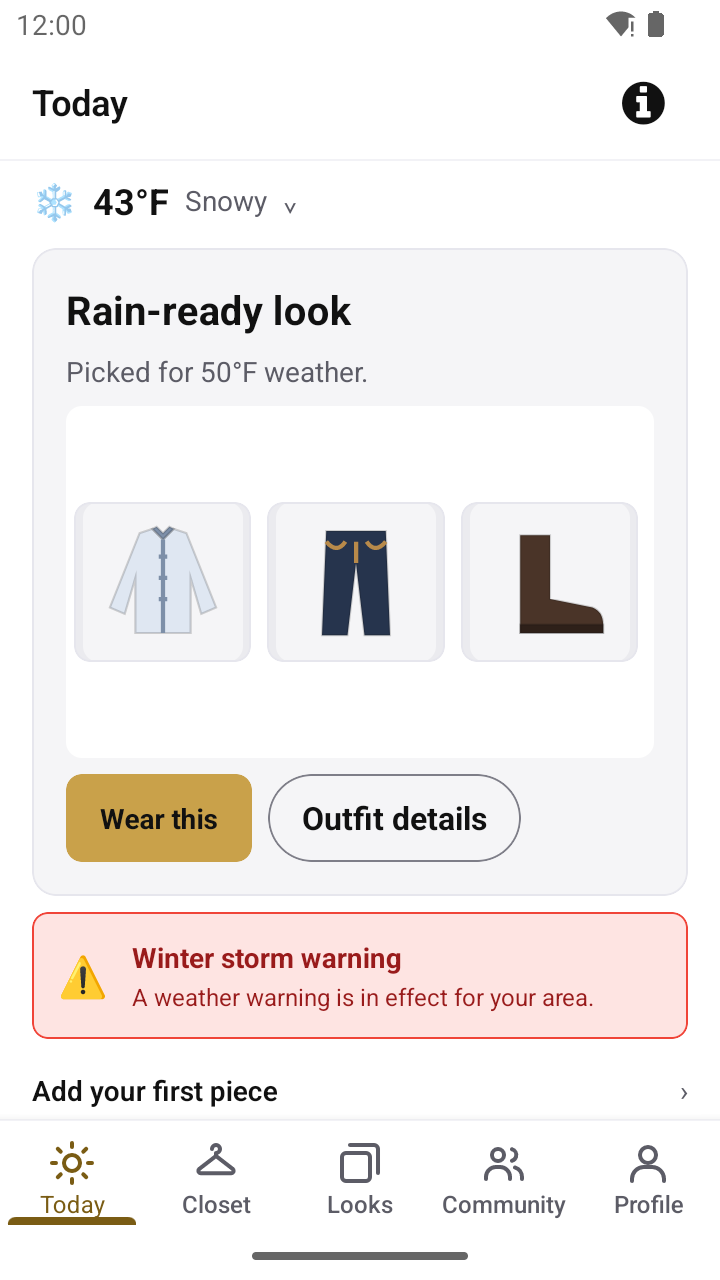 12:00
Today
43°F Snowy
Rain-ready look
Picked for 50°F weather.
Wear this
Outfit details
Winter storm warning
A weather warning is in effect for your area.
Add your first piece ›
Today
Closet
Looks
Community
Profile